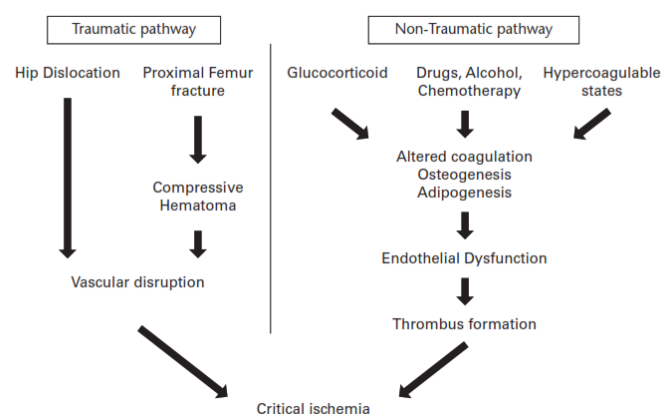 Traumatic pathway
Non-Traumatic pathway
Hip Dislocation
Proximal Femur
fracture
Glucocorticoid
Drugs, Alcohol,
Chemotherapy
Hypercoagulable
states
Compressive
Hematoma
Altered coagulation
Osteogenesis
Adipogenesis
Vascular disruption
Endothelial Dysfunction
Thrombus formation
Critical ischemia